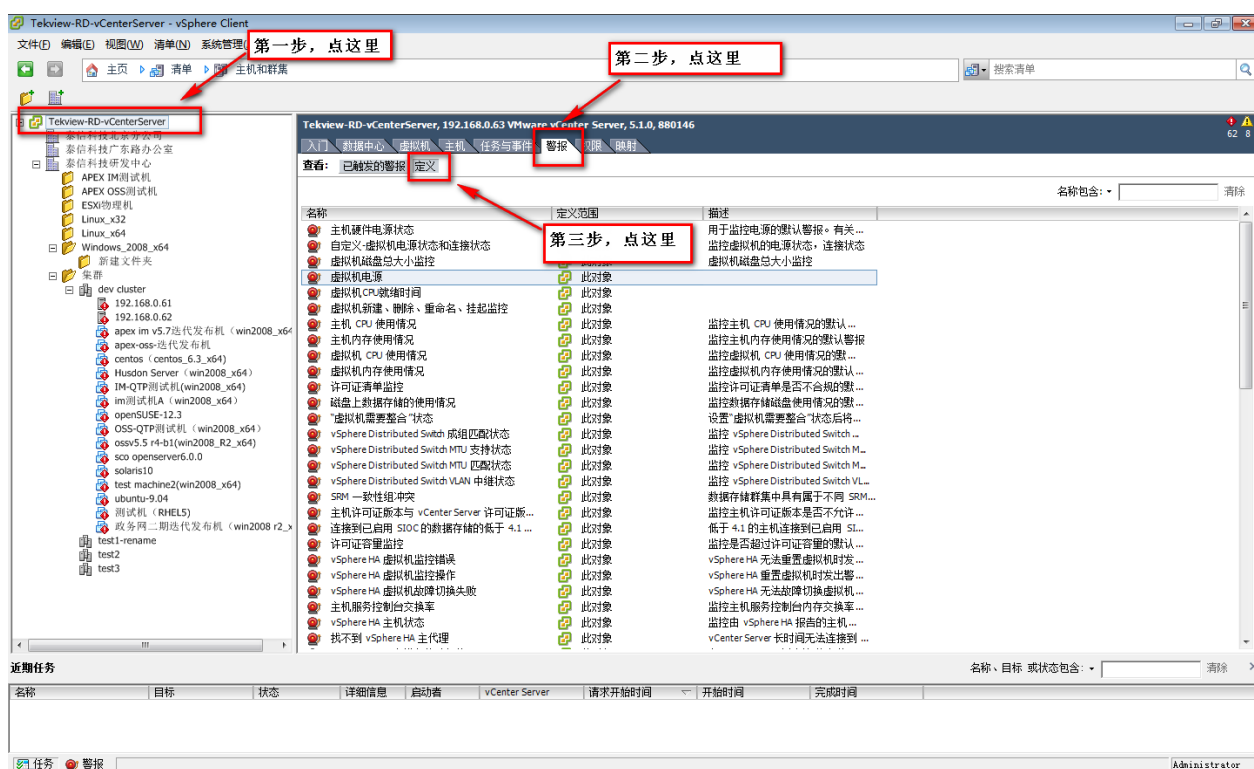 Tekview-RD-vCenterServer - vSphere Client
文件(F) 编辑(E) 视图(W) 清单(N) 系统管理(
第一步，点这里
第二步，点这里
主页 清单 主机和群集
搜索清单
Tekview-RD-vCenterServer
泰信科技北京分公司
泰信科技广东路办公室
泰信科技研发中心
APEX IM测试机
APEX OSS测试机
ESXi物理机
Linux_x32
Linux_x64
Windows_2008_x64
新建文件夹
集群
dev cluster
192.168.0.61
192.168.0.62
apex im v5.7迭代发布机（win2008_x64
apex-oss-迭代发布机
centos（centos_6.3_x64)
Husdon Server（win2008_x64）
IM-QTP测试机(win2008_x64)
im测试机A（win2008_x64）
openSUSE-12.3
OSS-QTP测试机（win2008_x64）
ossv5.5 r4-b1(win2008_R2_x64)
sco openserver6.0.0
solaris10
test machine2(win2008_x64)
ubuntu-9.04
测试机（RHEL5）
政务网二期迭代发布机（win2008 r2_x
test1-rename
test2
test3
Tekview-RD-vCenterServer, 192.168.0.63 VMware vCenter Server, 5.1.0, 880146
62 8
入门 数据中心 虚拟机 主机 任务与事件 警报 权限 映射
查看: 已触发的警报 定义
名称包含: 清除
名称 定义范围 描述
第三步，点这里
主机硬件电源状态 用于监控电源的默认警报。有关...
自定义-虚拟机电源状态和连接状态 监控虚拟机的电源状态，连接状态
虚拟机磁盘总大小监控 此对象 虚拟机磁盘总大小监控
虚拟机电源 此对象
虚拟机CPU就绪时间 此对象
虚拟机新建、删除、重命名、挂起监控 此对象
主机 CPU 使用情况 此对象 监控主机 CPU 使用情况的默认...
主机内存使用情况 此对象 监控主机内存使用情况的默认警报
虚拟机 CPU 使用情况 此对象 监控虚拟机 CPU 使用情况的默...
虚拟机内存使用情况 此对象 监控虚拟机内存使用情况的默认...
许可证清单监控 此对象 监控许可证清单是否不合规的默...
磁盘上数据存储的使用情况 此对象 监控数据存储磁盘使用情况的默...
"虚拟机需要整合"状态 此对象 设置"虚拟机需要整合"状态后将...
vSphere Distributed Switch 成组匹配状态 此对象 监控 vSphere Distributed Switch ...
vSphere Distributed Switch MTU 支持状态 此对象 监控 vSphere Distributed Switch M...
vSphere Distributed Switch MTU 匹配状态 此对象 监控 vSphere Distributed Switch M...
vSphere Distributed Switch VLAN 中继状态 此对象 监控 vSphere Distributed Switch VL...
SRM 一致性组冲突 此对象 数据存储群集中具有属于不同 SRM...
主机许可证版本与 vCenter Server 许可证版... 此对象 监控主机许可证版本是否不允许...
连接到已启用 SIOC 的数据存储的低于 4.1 ... 此对象 低于 4.1 的主机连接到已启用 SI...
许可证容量监控 此对象 监控是否超过许可证容量的默认...
vSphere HA 虚拟机监控错误 此对象 vSphere HA 无法重置虚拟机时发...
vSphere HA 虚拟机监控操作 此对象 vSphere HA 重置虚拟机时发出警...
vSphere HA 虚拟机故障切换失败 此对象 vSphere HA 无法故障切换虚拟机...
主机服务控制台交换率 此对象 监控主机服务控制台内存交换率...
vSphere HA 主机状态 此对象 监控由 vSphere HA 报告的主机...
找不到 vSphere HA 主代理 此对象 vCenter Server 长时间无法连接到 ...
近期任务
名称、目标 或状态包含: 清除
名称 目标 状态 详细信息 启动者 vCenter Server 请求开始时间 开始时间 完成时间
任务 警报
Administrator